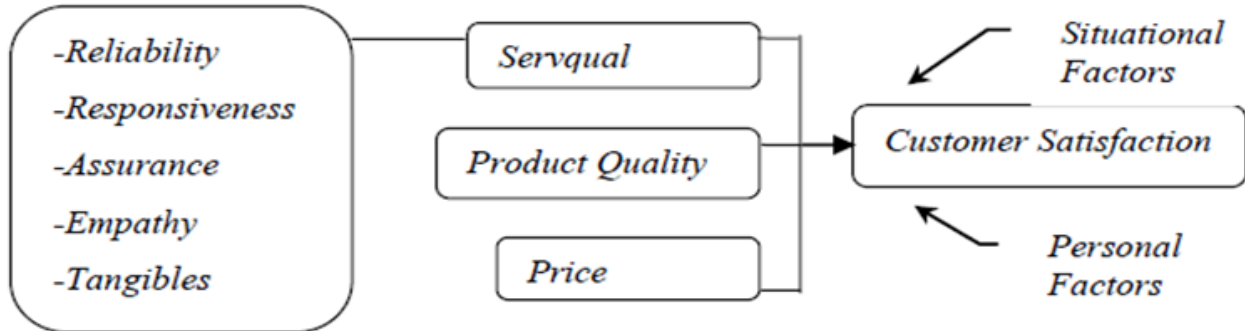 -Reliability
-Responsiveness
-Assurance
-Empathy
-Tangibles
Servqual
Product Quality
Price
Situational
Factors
Customer Satisfaction
Personal
Factors